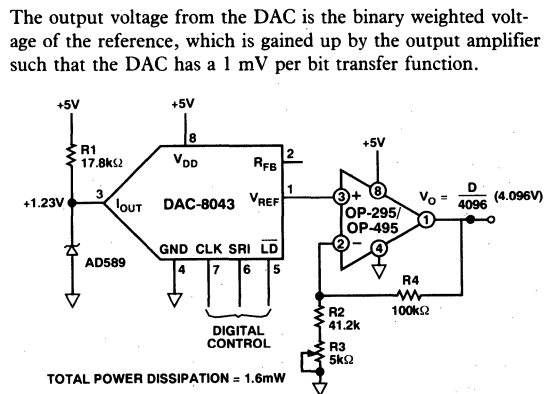 The output voltage from the DAC is the binary weighted volt-
age of the reference, which is gained up by the output amplifier
such that the DAC has a 1 mV per bit transfer function.
+5V
+5V
+5V
R1
17.8kΩ
8
VDD
RFB
2
+1.23V
3
IOUT
DAC-8043
VREF
1
3
+
8
OP-295/
OP-495
1
VO = D/4096 (4.096V)
2
–
4
AD589
GND CLK SRI LD
4
7
6
5
R4
100kΩ
R2
41.2k
R3
5kΩ
DIGITAL
CONTROL
TOTAL POWER DISSIPATION = 1.6mW